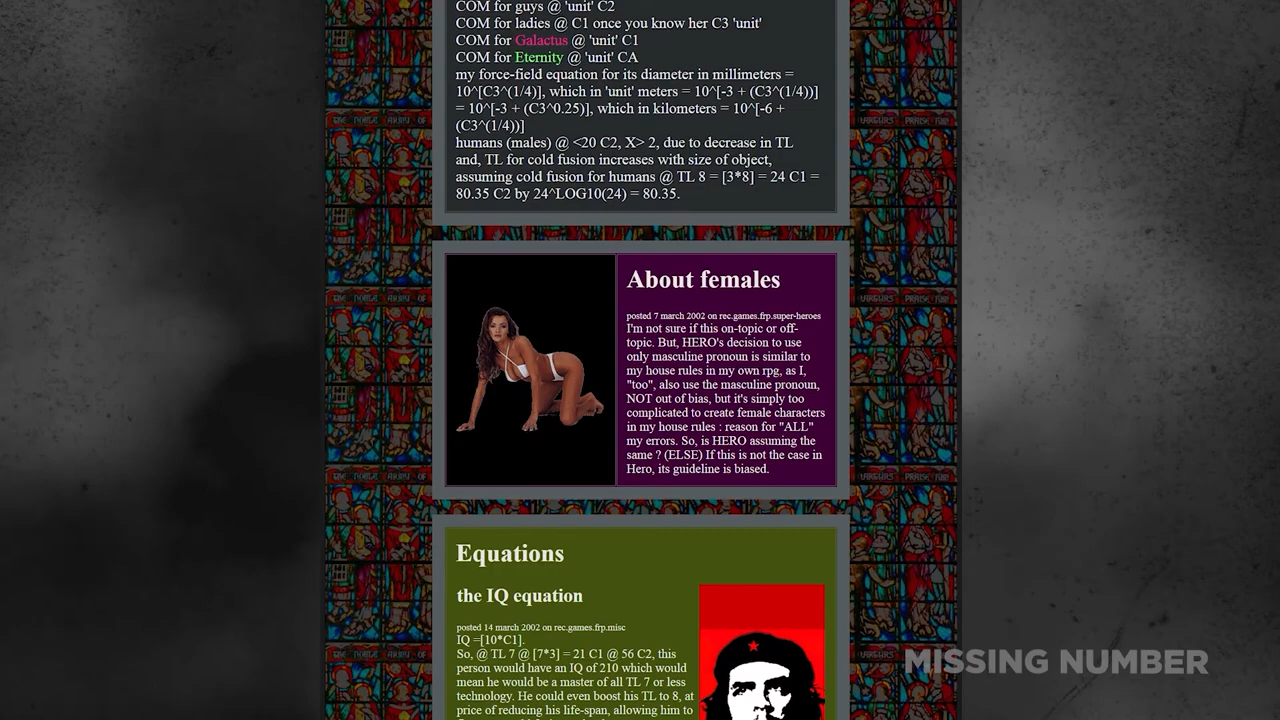 COM for guys @ 'unit' C2
COM for ladies @ C1 once you know her C3 'unit'
COM for Galactus @ 'unit' C1
COM for Eternity @ 'unit' CA
my force-field equation for its diameter in millimeters =
10^[C3^(1/4)], which in 'unit' meters = 10^[-3 + (C3^(1/4))]
= 10^[-3 + (C3^0.25)], which in kilometers = 10^[-6 +
(C3^(1/4))]
humans (males) @ <20 C2, X> 2, due to decrease in TL
and, TL for cold fusion increases with size of object,
assuming cold fusion for humans @ TL 8 = [3*8] = 24 C1 =
80.35 C2 by 24^LOG10(24) = 80.35.
About females
posted 7 march 2002 on rec.games.frp.super-heroes
I'm not sure if this on-topic or off-
topic. But, HERO's decision to use
only masculine pronoun is similar to
my house rules in my own rpg, as I,
"too", also use the masculine pronoun,
NOT out of bias, but it's simply too
complicated to create female characters
in my house rules : reason for "ALL"
my errors. So, is HERO assuming the
same ? (ELSE) If this is not the case in
Hero, its guideline is biased.
Equations
the IQ equation
posted 14 march 2002 on rec.games.frp.misc
IQ =[10*C1].
So, @ TL 7 @ [7*3] = 21 C1 @ 56 C2, this
person would have an IQ of 210 which would
mean he would be a master of all TL 7 or less
technology. He could even boost his TL to 8, at
price of reducing his life-span, allowing him to
MISSING NUMBER